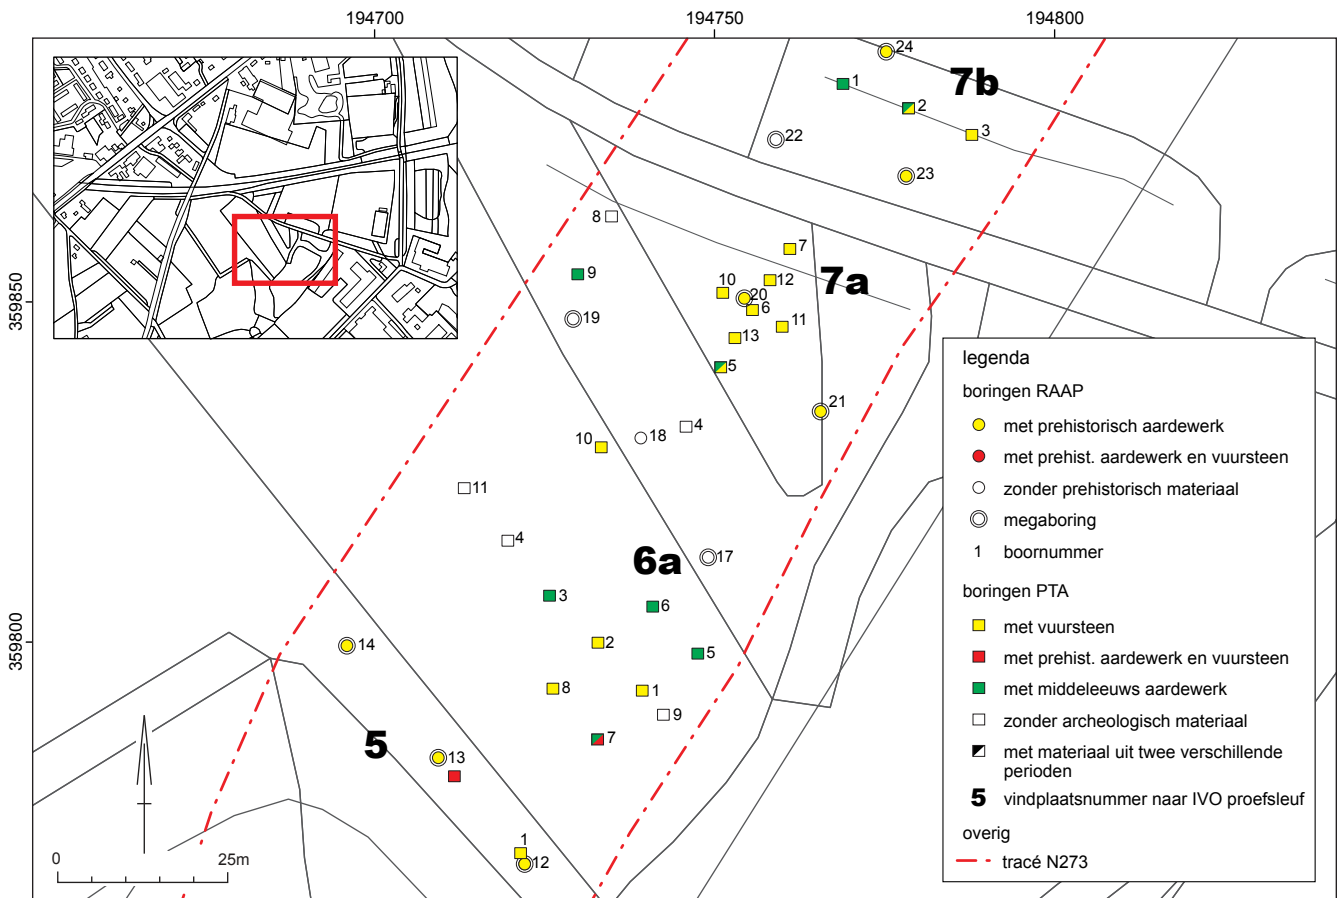 194700 194750 194800
24
7b
1
2
3
22
23
8
7
9
7a
10 12
20
6
359850
19
11
13
5
21
10 18 4
11
4
6a 17
3 6
2
359800
14 5
8 1
9
7
5
13
1
12
0 25m
legenda
boringen RAAP
met prehistorisch aardewerk
met prehist. aardewerk en vuursteen
zonder prehistorisch materiaal
megaboring
1 boornummer
boringen PTA
met vuursteen
met prehist. aardewerk en vuursteen
met middeleeuws aardewerk
zonder archeologisch materiaal
met materiaal uit twee verschillende
perioden
5 vindplaatsnummer naar IVO proefsleuf
overig
tracé N273